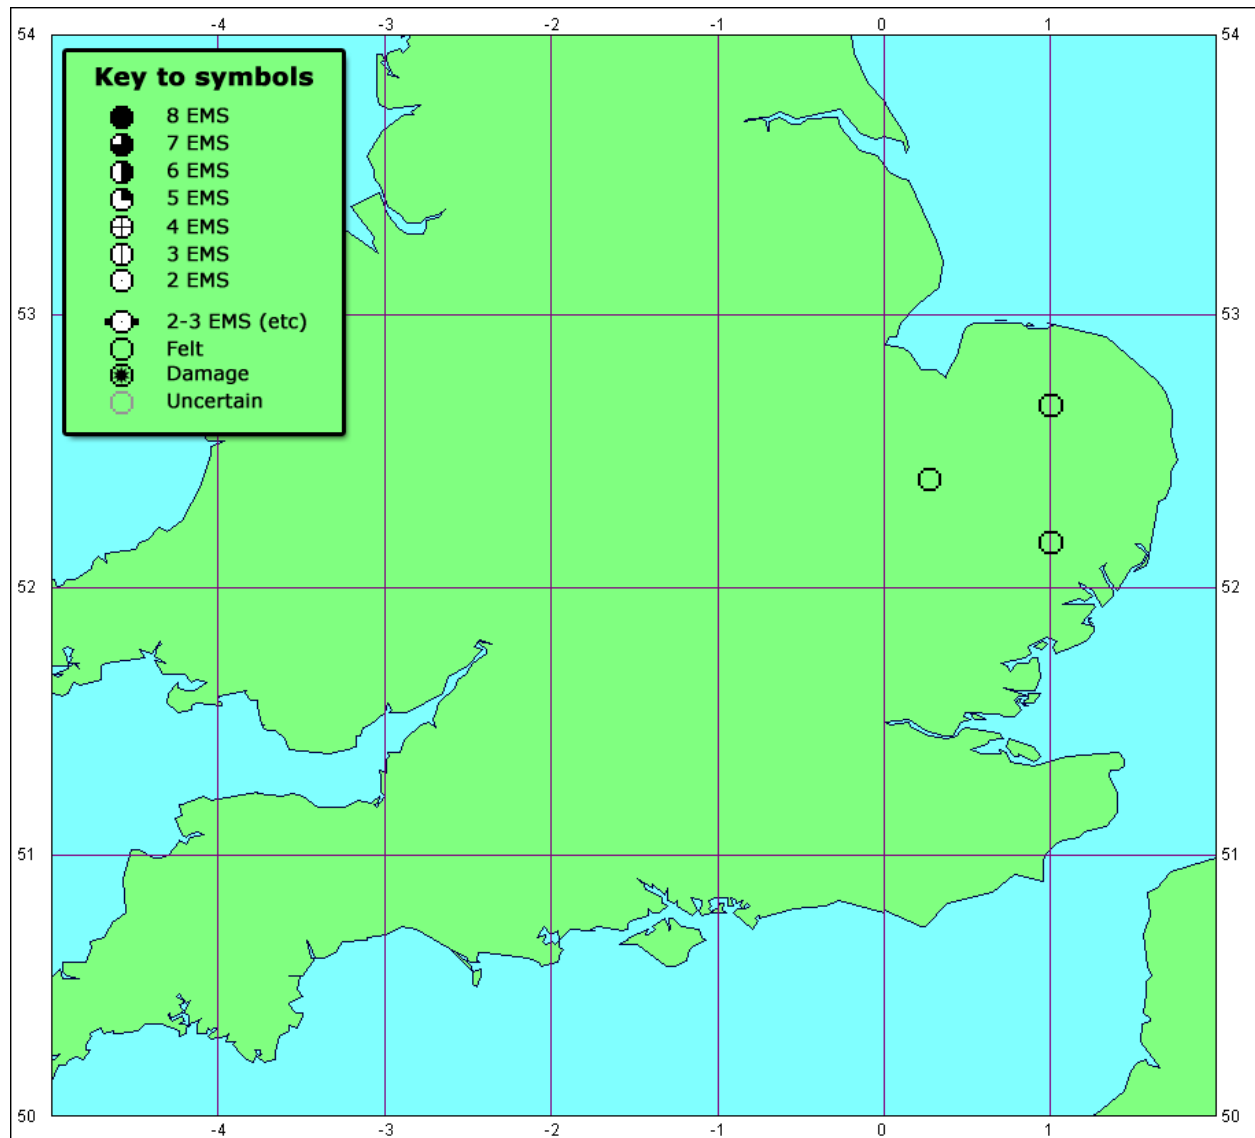 -4 -3 -2 -1 0 1
54 54
Key to symbols
8 EMS
7 EMS
6 EMS
5 EMS
4 EMS
3 EMS
2 EMS
2-3 EMS (etc)
Felt
Damage
Uncertain
53 53
52 52
51 51
50 50
-4 -3 -2 -1 0 1